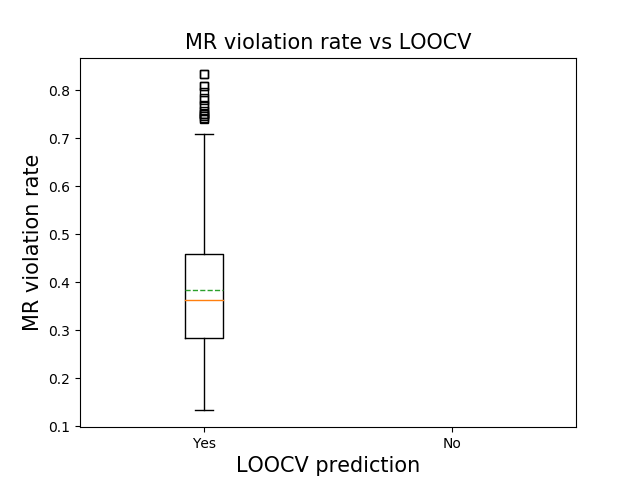 MR violation rate vs LOOCV
MR violation rate
0.8
0.7
0.6
0.5
0.4
0.3
0.2
0.1
Yes
No
LOOCV prediction